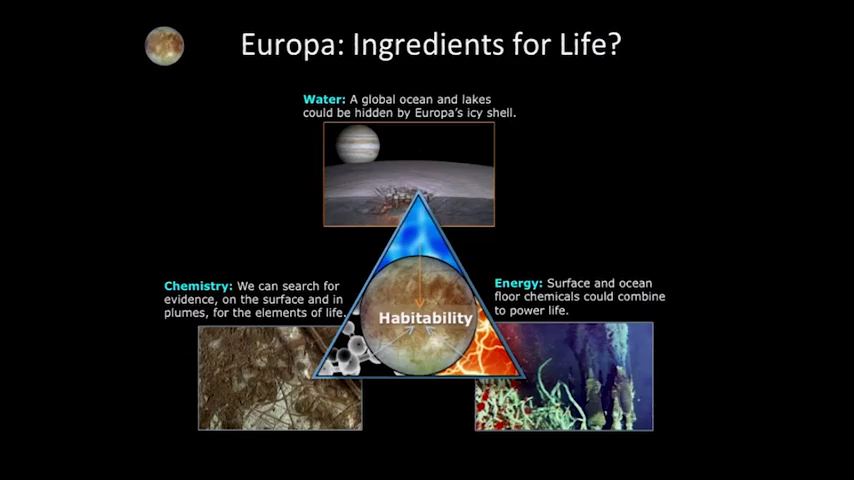 Europa: Ingredients for Life?
Water: A global ocean and lakes
could be hidden by Europa's icy shell.
Chemistry: We can search for
evidence, on the surface and in
plumes, for the elements of life.
Energy: Surface and ocean
floor chemicals could combine
to power life.
Habitability